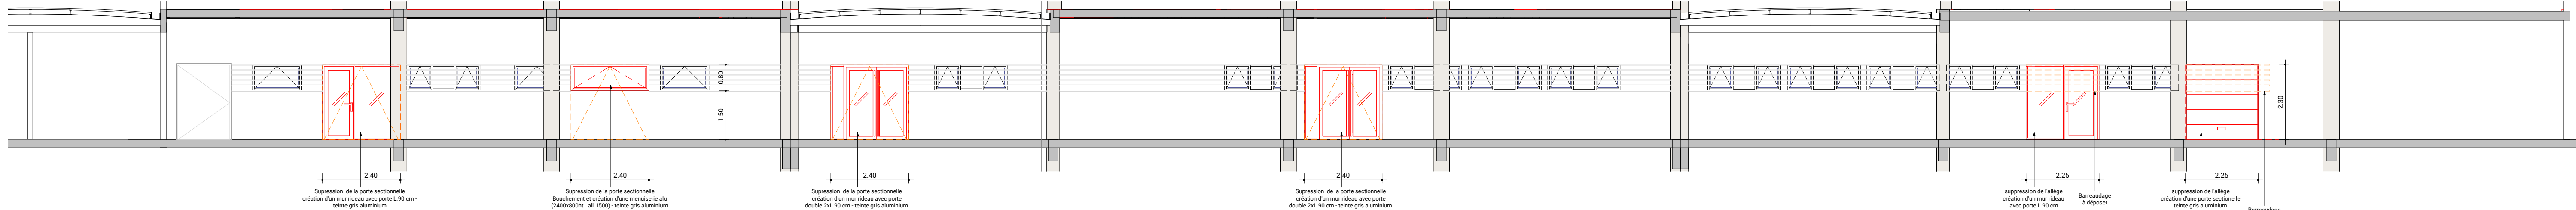 0.80
1.50
2.30
2.40
2.40
2.40
2.40
2.25
2.25
Supression de la porte sectionnelle
création d'un mur rideau avec porte L.90 cm -
teinte gris aluminium
Supression de la porte sectionnelle
Bouchement et création d'une menuiserie alu
(2400x800ht. all.1500) - teinte gris aluminium
Supression de la porte sectionnelle
création d'un mur rideau avec porte
double 2xL.90 cm - teinte gris aluminium
Supression de la porte sectionnelle
création d'un mur rideau avec porte
double 2xL.90 cm - teinte gris aluminium
suppression de l'allège
création d'un mur rideau
avec porte L.90 cm
Barreaudage
à déposer
suppression de l'allège
création d'une porte sectionelle
teinte gris aluminium